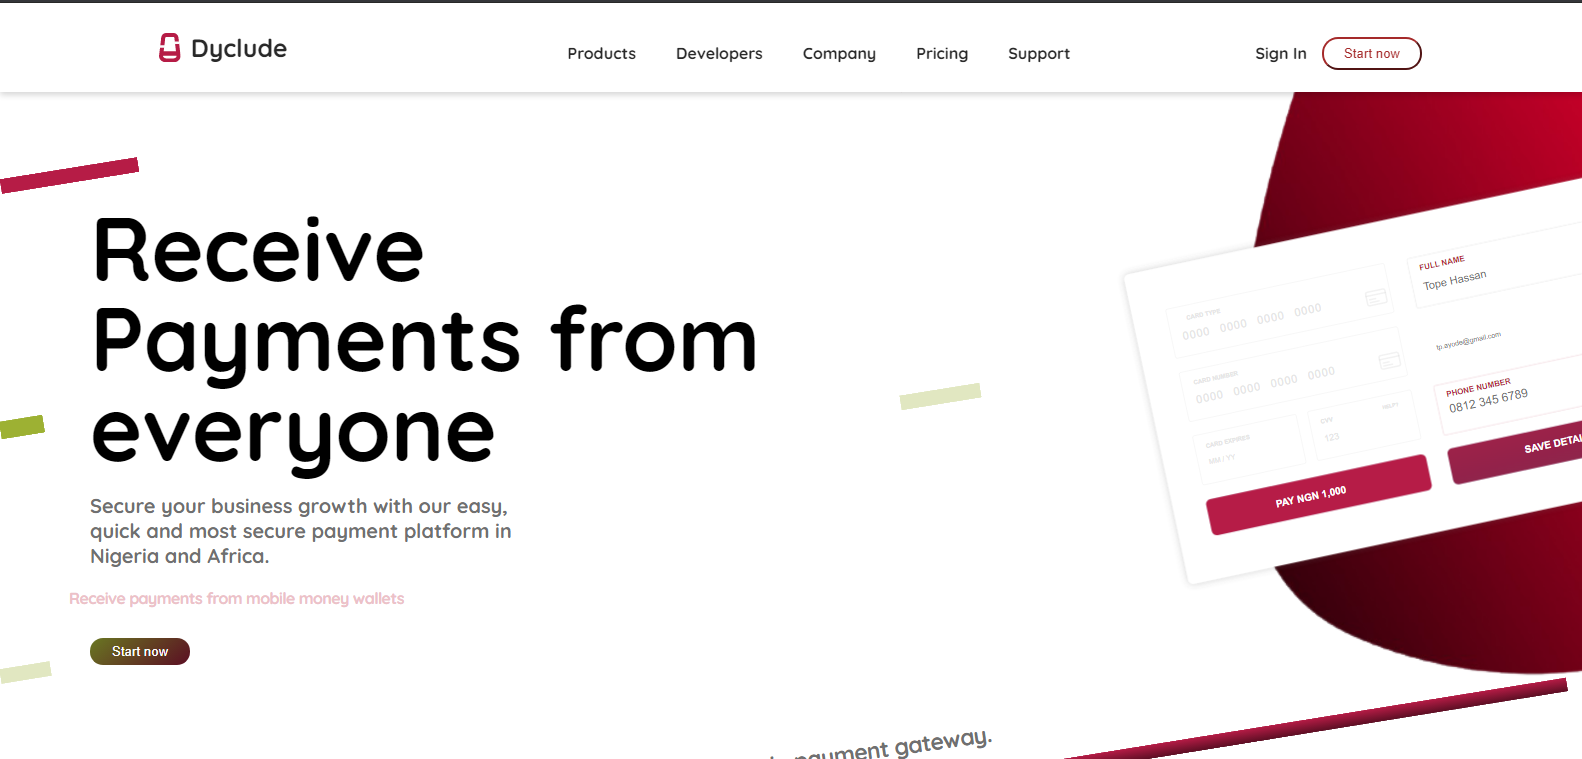 Dyclude
Products
Developers
Company
Pricing
Support
Sign In
Start now
Receive
Payments from
everyone
Secure your business growth with our easy,
quick and most secure payment platform in
Nigeria and Africa.
Receive payments from mobile money wallets
Start now
CARD TYPE
0000 0000 0000 0000
CARD NUMBER
0000 0000 0000 0000
CARD EXPIRES
MM / YY
CVV
HELP?
123
PAY NGN 1,000
FULL NAME
Tope Hassan
tp.ayode@gmail.com
PHONE NUMBER
0812 345 6789
SAVE DETAI
payment gateway.